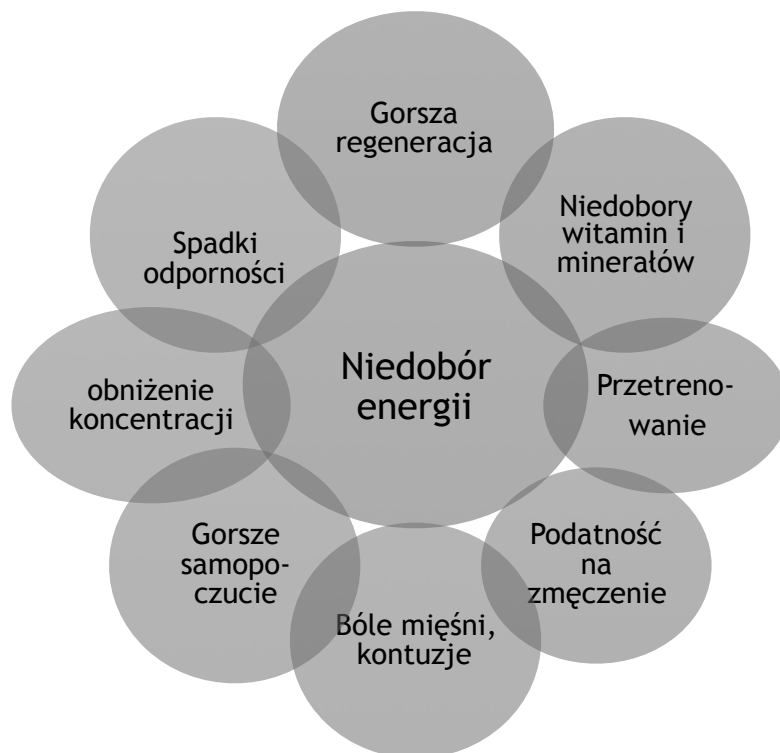 Gorsza
regeneracja
Niedobory
witamin i
minerałów
Spadki
odporności
Niedobór
energii
obniżenie
koncentracji
Przetreno-
wanie
Gorsze
samopo-
czucie
Podatność
na
zmęczenie
Bóle mięśni,
kontuzje